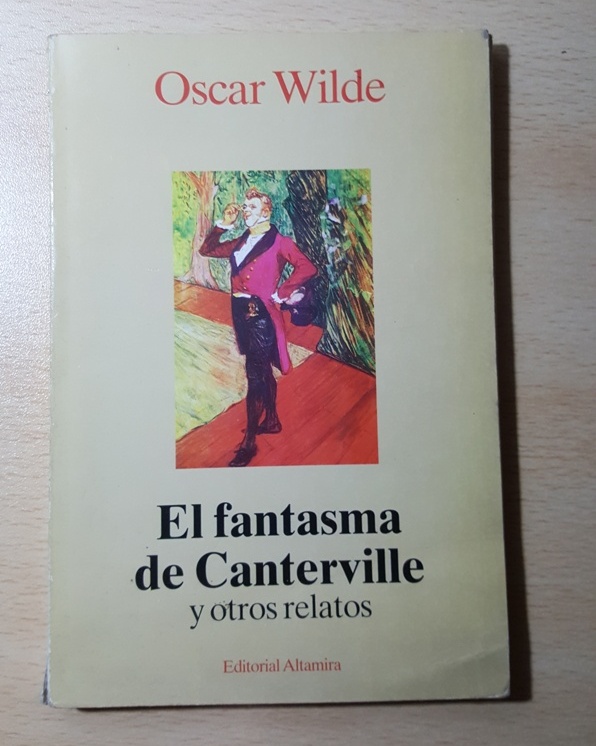 Oscar Wilde
El fantasma
de Canterville
y otros relatos
Editorial Altamira